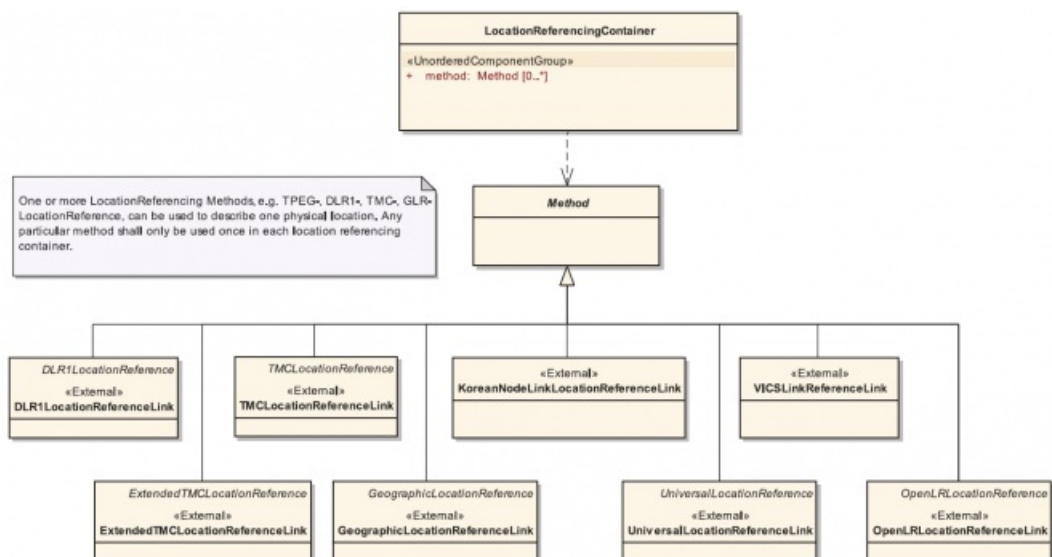 LocationReferencingContainer
«UnorderedComponentGroup»
+ method: Method [0..*]
One or more LocationReferencing Methods, e.g. TPEG-, DLR1-, TMC-, GLR-
LocationReference, can be used to describe one physical location. Any
particular method shall only be used once in each location referencing
container.
Method
DLR1LocationReference
«External»
DLR1LocationReferenceLink
TMCLocationReference
«External»
TMCLocationReferenceLink
«External»
KoreanNodeLinkLocationReferenceLink
«External»
VICSLinkReferenceLink
ExtendedTMCLocationReference
«External»
ExtendedTMCLocationReferenceLink
GeographicLocationReference
«External»
GeographicLocationReferenceLink
UniversalLocationReference
«External»
UniversalLocationReferenceLink
OpenLRLocationReference
«External»
OpenLRLocationReferenceLink